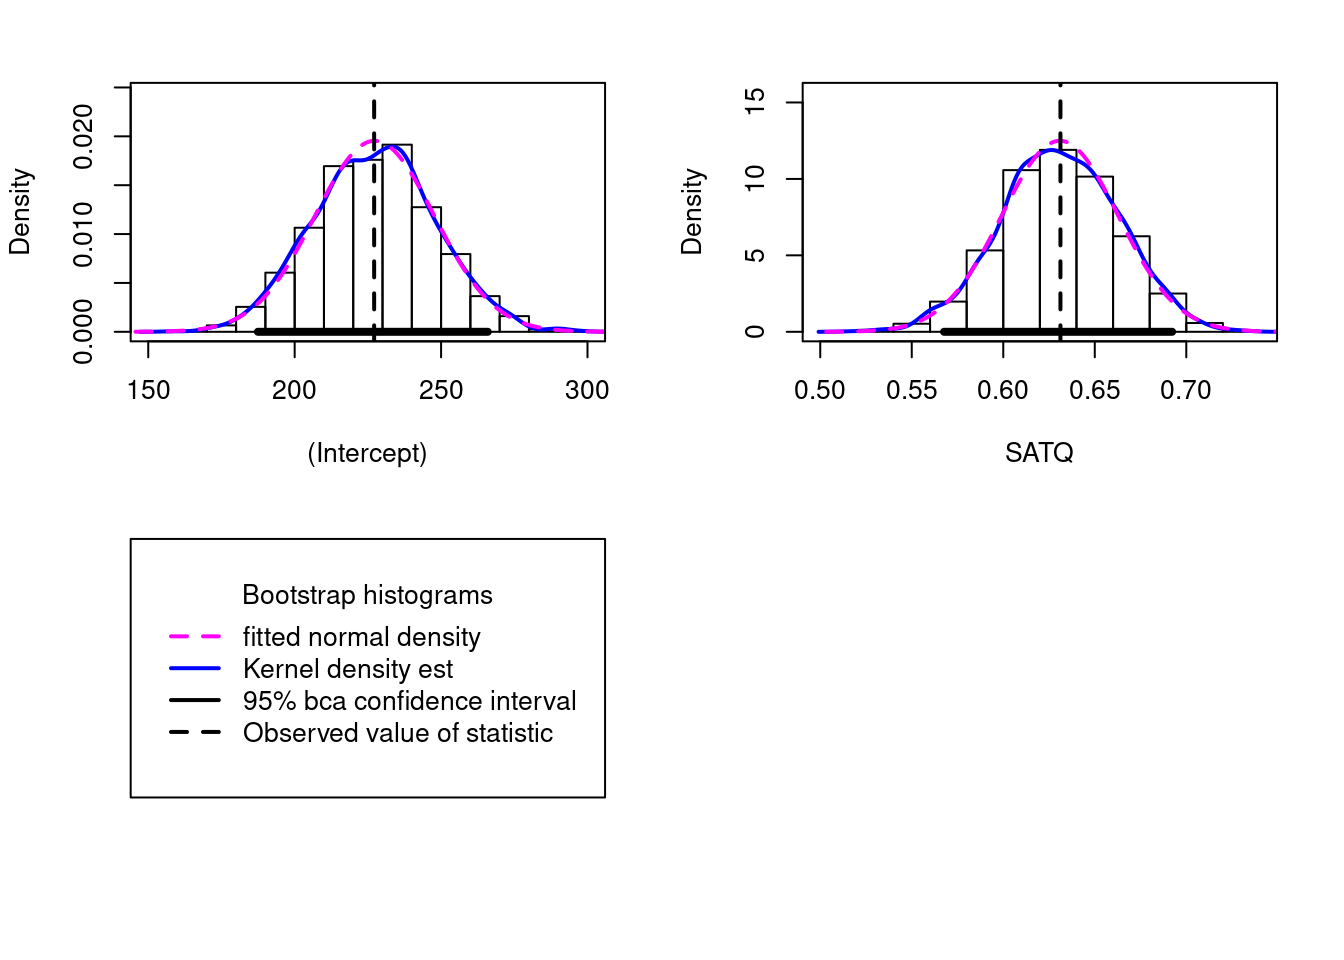 Density
0.000 0.010 0.020
150 200 250 300
(Intercept)
Density
0 5 10 15
0.50 0.55 0.60 0.65 0.70
SATQ
Bootstrap histograms
fitted normal density
Kernel density est
95% bca confidence interval
Observed value of statistic